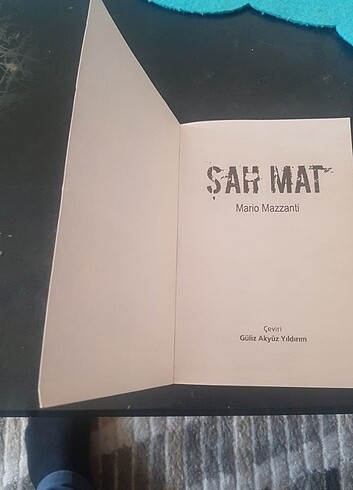 ŞAH MAT
Mario Mazzanti
Çeviri
Güliz Akyüz Yıldırım